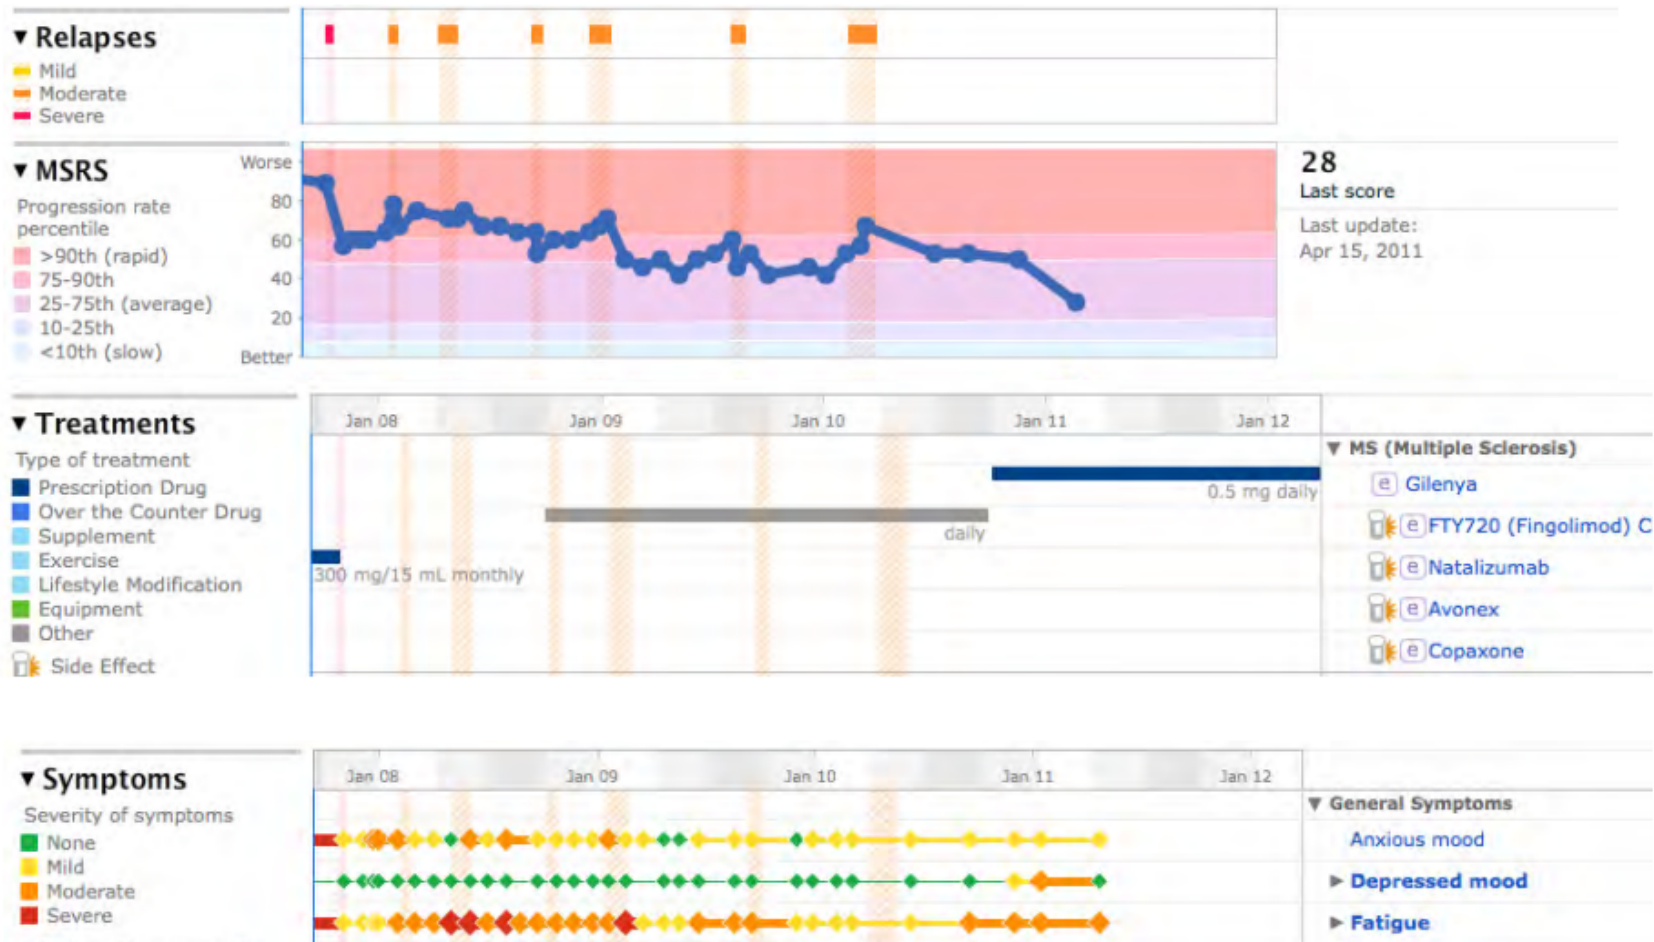 ▼ Relapses
Mild
Moderate
Severe
▼ MSRS
Progression rate
percentile
>90th (rapid)
75-90th
25-75th (average)
10-25th
<10th (slow)
Worse
80
60
40
20
Better
28
Last score
Last update:
Apr 15, 2011
▼ Treatments
Type of treatment
Prescription Drug
Over the Counter Drug
Supplement
Exercise
Lifestyle Modification
Equipment
Other
Side Effect
Jan 08 Jan 09 Jan 10 Jan 11 Jan 12
0.5 mg daily
daily
300 mg/15 mL monthly
▼ MS (Multiple Sclerosis)
e Gilenya
e FTY720 (Fingolimod) C
e Natalizumab
e Avonex
e Copaxone
▼ Symptoms
Severity of symptoms
None
Mild
Moderate
Severe
Jan 08 Jan 09 Jan 10 Jan 11 Jan 12
▼ General Symptoms
Anxious mood
▶ Depressed mood
▶ Fatigue